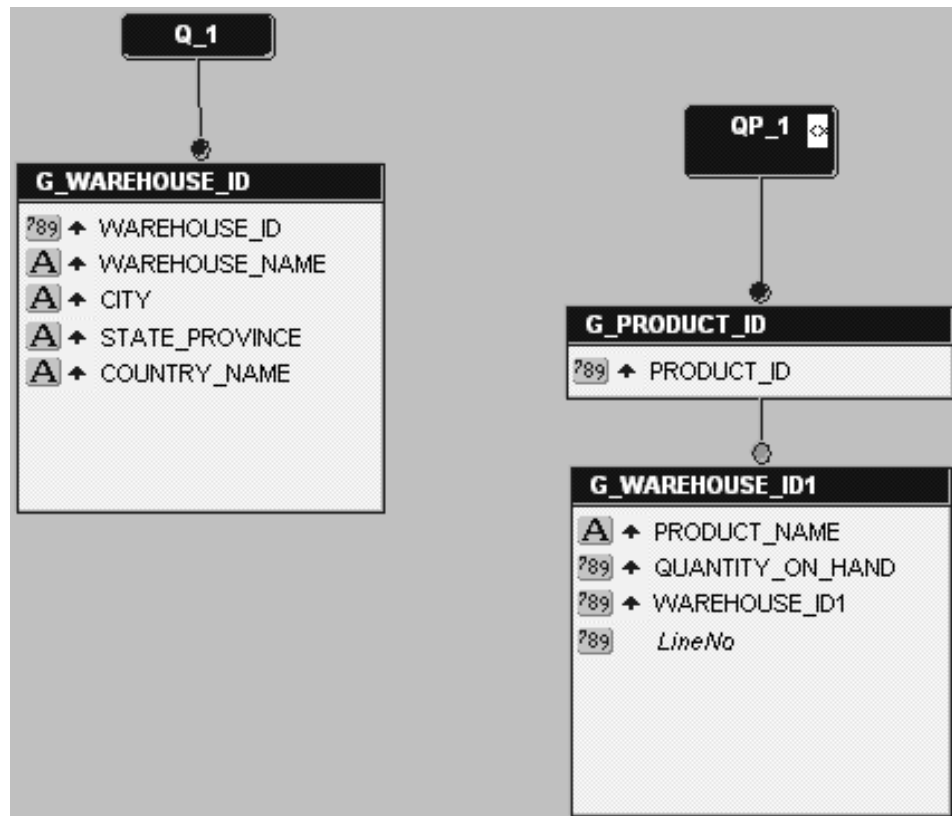 Q_1
G_WAREHOUSE_ID
789 WAREHOUSE_ID
A WAREHOUSE_NAME
A CITY
A STATE_PROVINCE
A COUNTRY_NAME
QP_1 <>
G_PRODUCT_ID
789 PRODUCT_ID
G_WAREHOUSE_ID1
A PRODUCT_NAME
789 QUANTITY_ON_HAND
789 WAREHOUSE_ID1
789 LineNo